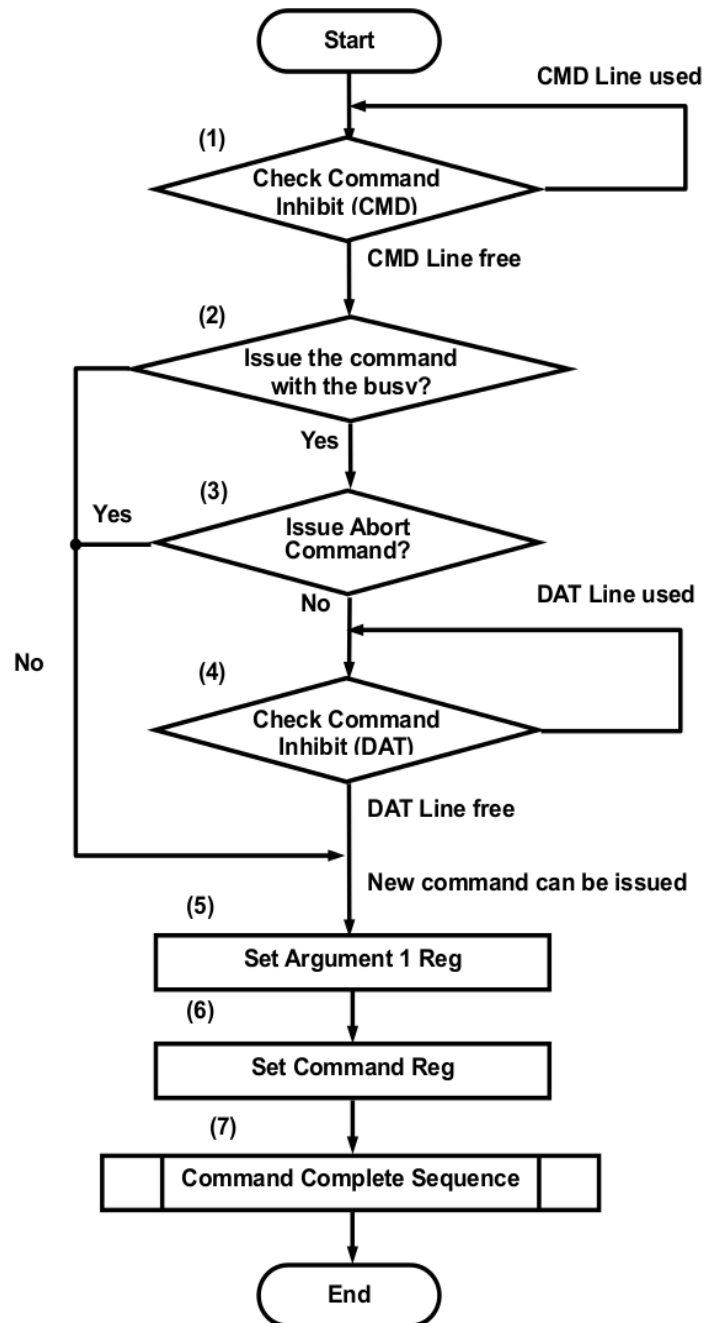 Start
CMD Line used
(1)
Check Command
Inhibit (CMD)
CMD Line free
(2)
Issue the command
with the busy?
Yes
(3)
Yes
Issue Abort
Command?
No
DAT Line used
No
(4)
Check Command
Inhibit (DAT)
DAT Line free
New command can be issued
(5)
Set Argument 1 Reg
(6)
Set Command Reg
(7)
Command Complete Sequence
End